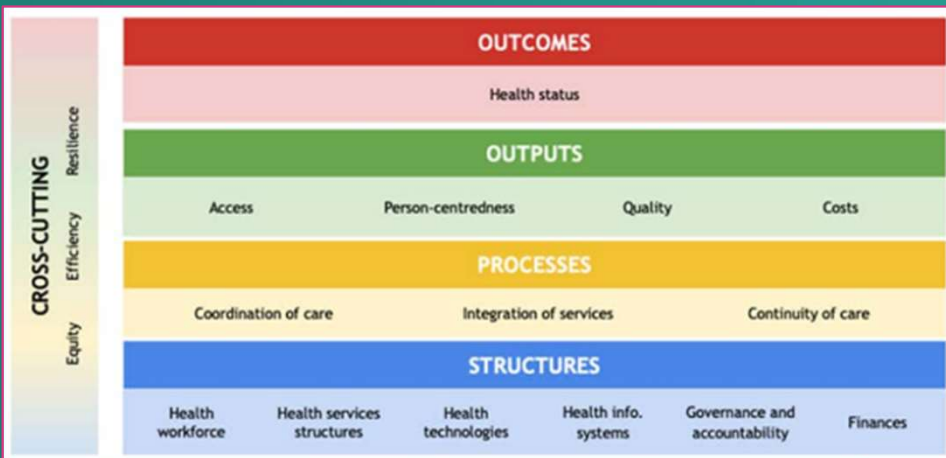 CROSS-CUTTING
Equity Efficiency Resilience
OUTCOMES
Health status
OUTPUTS
Access Person-centredness Quality Costs
PROCESSES
Coordination of care Integration of services Continuity of care
STRUCTURES
Health workforce
Health services structures
Health technologies
Health info. systems
Governance and accountability
Finances